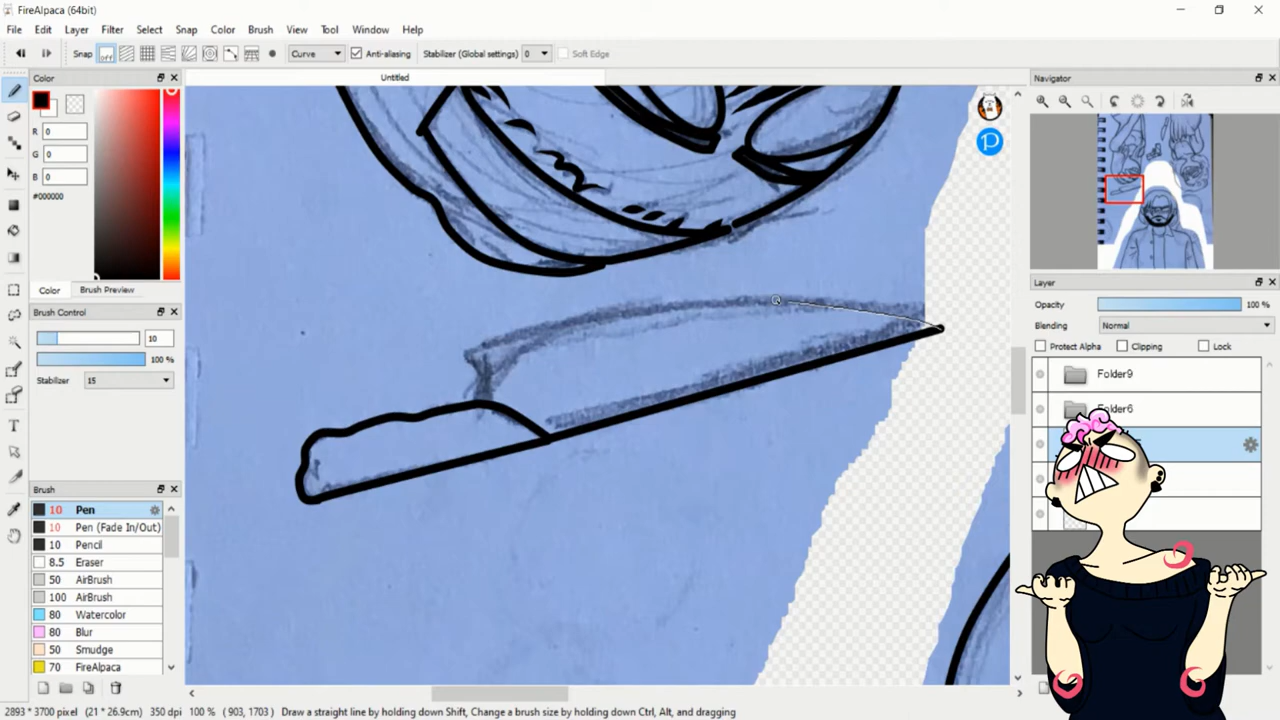 FireAlpaca (64bit)
File Edit Layer Filter Select Snap Color Brush View Tool Window Help
Snap off Curve Anti-aliasing Stabilizer (Global settings) 0 Soft Edge
Color Untitled Navigator
R 0
G 0
B 0
#000000
P
Color Brush Preview
Brush Control
10
100 %
Stabilizer 15
Layer
Opacity 100 %
Blending Normal
Protect Alpha Clipping Lock
Folder9
Folder6
Brush
10 Pen
10 Pen (Fade In/Out)
10 Pencil
8.5 Eraser
50 AirBrush
100 AirBrush
80 Watercolor
80 Blur
50 Smudge
70 FireAlpaca
2893 * 3700 pixel (21 * 26.9cm) 350 dpi 100 % (903, 1703) Draw a straight line by holding down Shift, Change a brush size by holding down Ctrl, Alt, and dragging